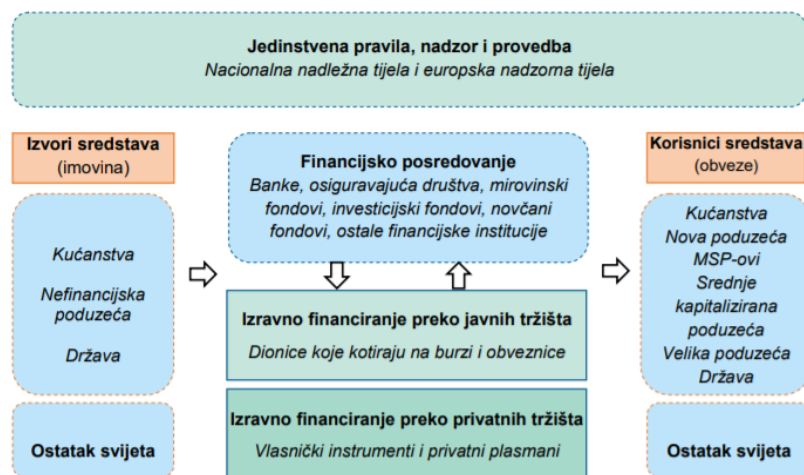 Jedinstvena pravila, nadzor i provedba
Nacionalna nadležna tijela i europska nadzorna tijela
Izvori sredstava
(imovina)
Kućanstva
Nefinancijska
poduzeća
Država
Ostatak svijeta
Financijsko posredovanje
Banke, osiguravajuća društva, mirovinski
fondovi, investicijski fondovi, novčani
fondovi, ostale financijske institucije
Izravno financiranje preko javnih tržišta
Dionice koje kotiraju na burzi i obveznice
Izravno financiranje preko privatnih tržišta
Vlasnički instrumenti i privatni plasmani
Korisnici sredstava
(obveze)
Kućanstva
Nova poduzeća
MSP-ovi
Srednje
kapitalizirana
poduzeća
Velika poduzeća
Država
Ostatak svijeta